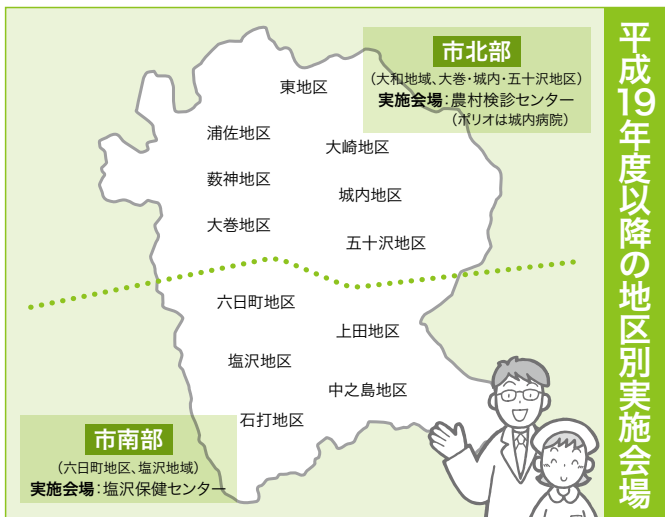 平成19年度以降の地区別実施会場
市北部
（大和地域、大巻・城内・五十沢地区）
実施会場：農村検診センター
（ポリオは城内病院）
東地区
浦佐地区
大崎地区
薮神地区
城内地区
大巻地区
五十沢地区
六日町地区
上田地区
塩沢地区
中之島地区
石打地区
市南部
（六日町地区、塩沢地域）
実施会場：塩沢保健センター